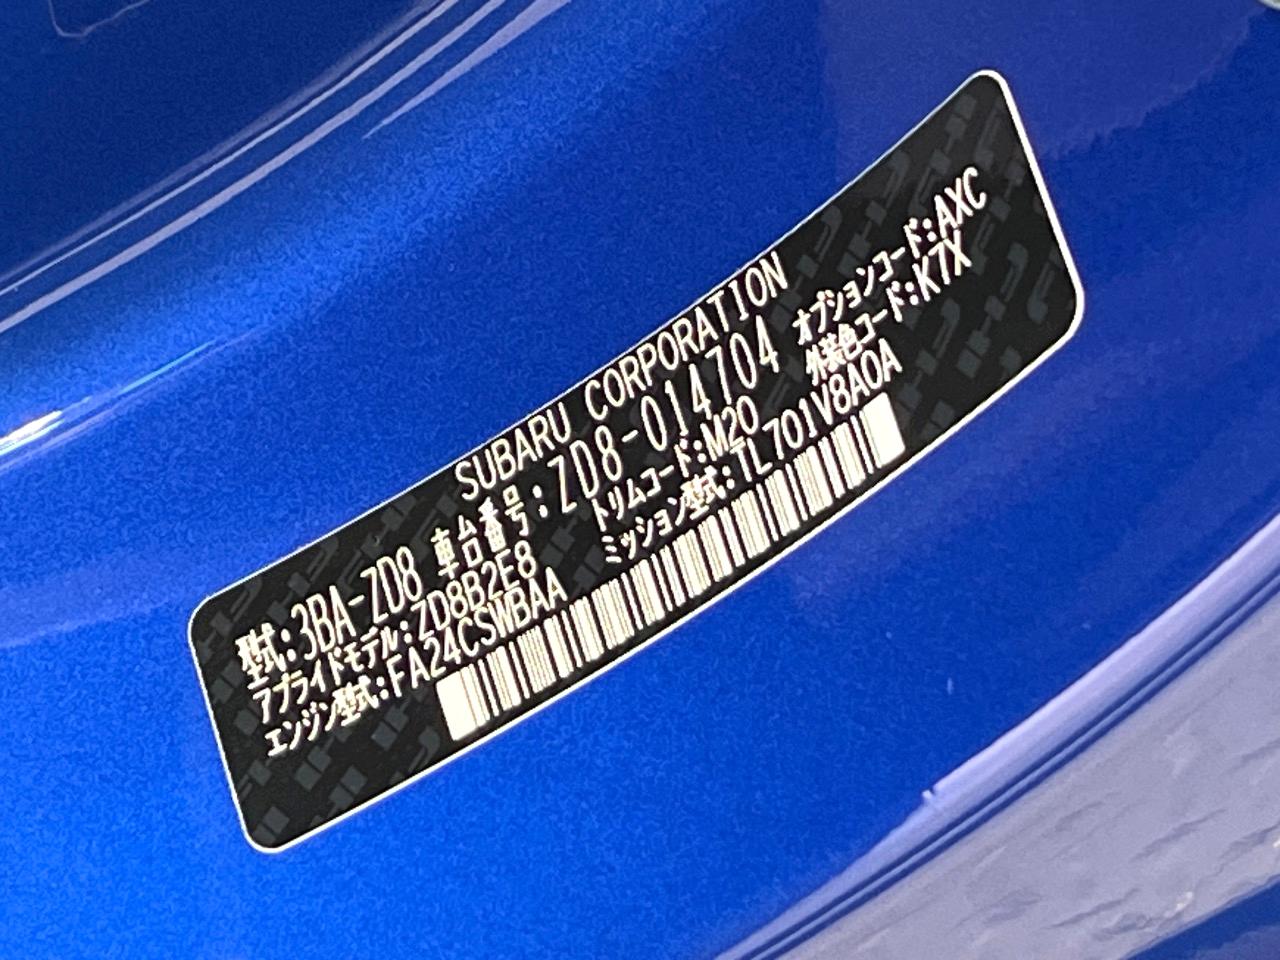 SUBARU CORPORATION
型式:3BA-ZD8 車台番号:ZD8-014704 オプションコード:AXC
アプライドモデル:ZD8B2E8 トリムコード:M20 外装色コード:K7X
エンジン型式:FA24CSWBAA ミッション型式:TL701V8AOA